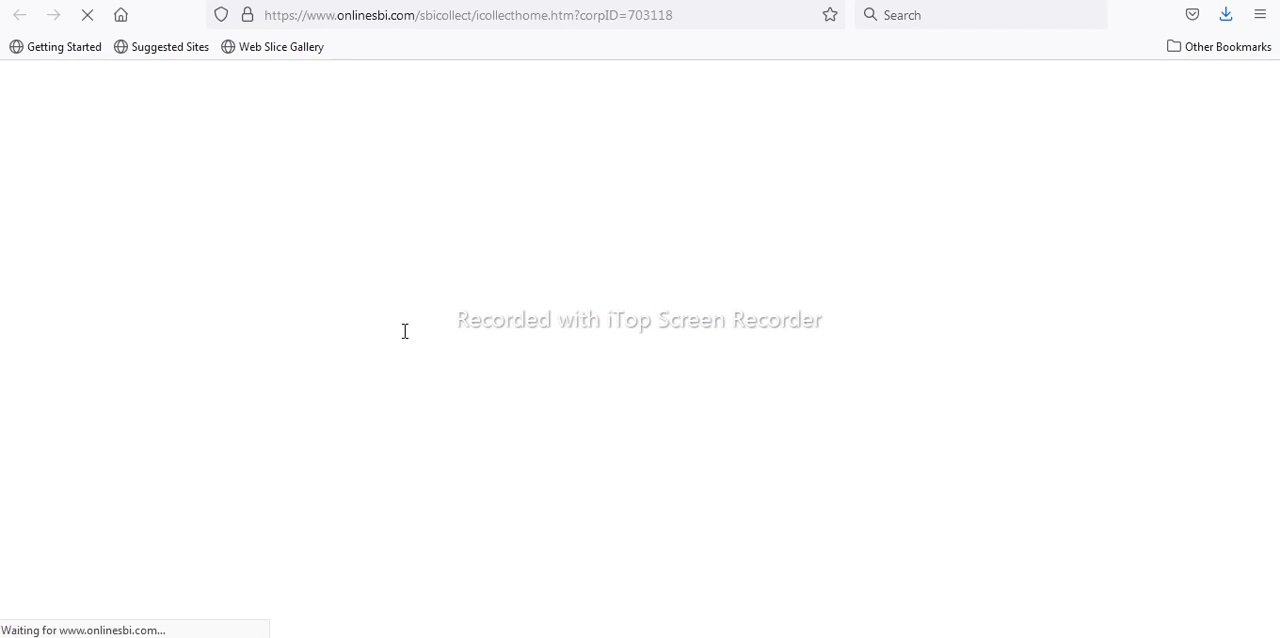 https://www.onlinesbi.com/sbicollect/icollecthome.htm?corpID=703118
Search
Getting Started
Suggested Sites
Web Slice Gallery
Other Bookmarks
Recorded with iTop Screen Recorder
Waiting for www.onlinesbi.com...